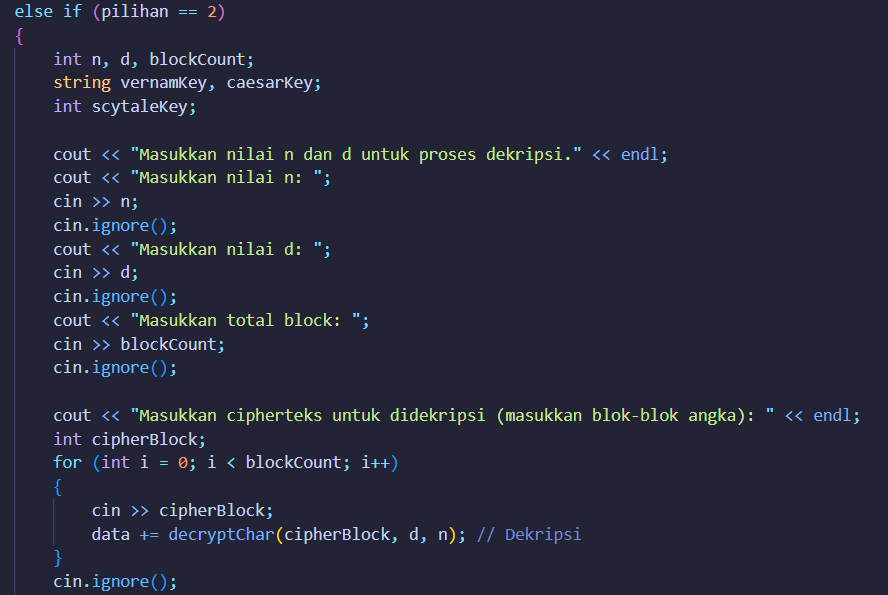 else if (pilihan == 2)
{
    int n, d, blockCount;
    string vernamKey, caesarKey;
    int scytaleKey;

    cout << "Masukkan nilai n dan d untuk proses dekripsi." << endl;
    cout << "Masukkan nilai n: ";
    cin >> n;
    cin.ignore();
    cout << "Masukkan nilai d: ";
    cin >> d;
    cin.ignore();
    cout << "Masukkan total block: ";
    cin >> blockCount;
    cin.ignore();

    cout << "Masukkan cipherteks untuk didekripsi (masukkan blok-blok angka): " << endl;
    int cipherBlock;
    for (int i = 0; i < blockCount; i++)
    {
        cin >> cipherBlock;
        data += decryptChar(cipherBlock, d, n); // Dekripsi
    }
    cin.ignore();